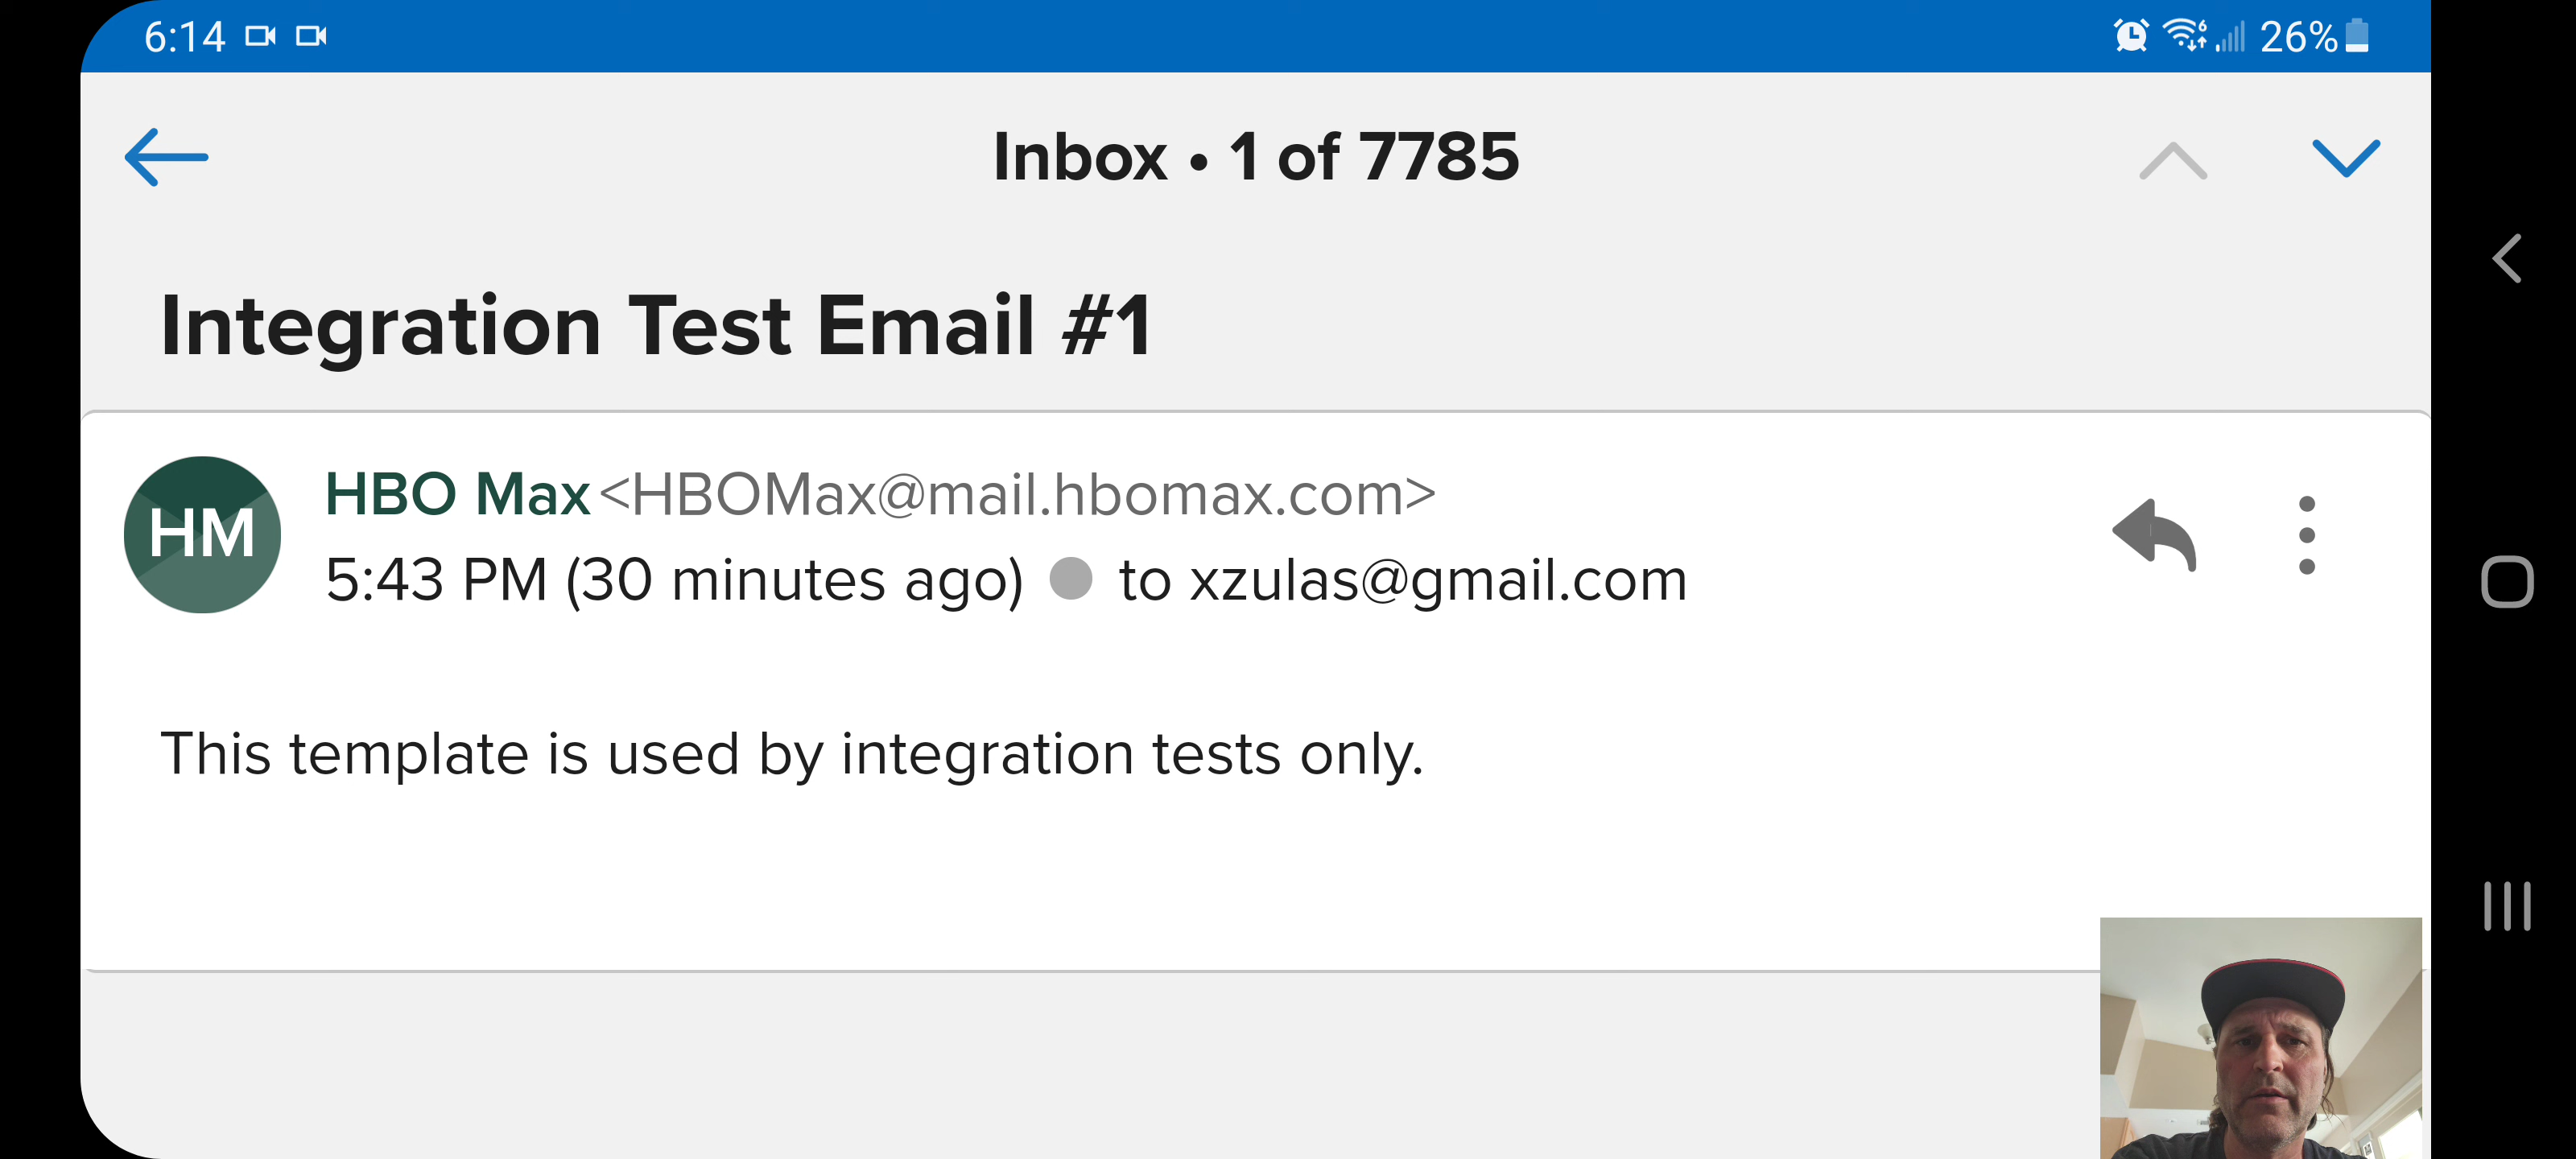 6:14
6
26%
Inbox • 1 of 7785
Integration Test Email #1
HM
HBO Max <HBOMax@mail.hbomax.com>
5:43 PM (30 minutes ago) ● to xzulas@gmail.com
This template is used by integration tests only.